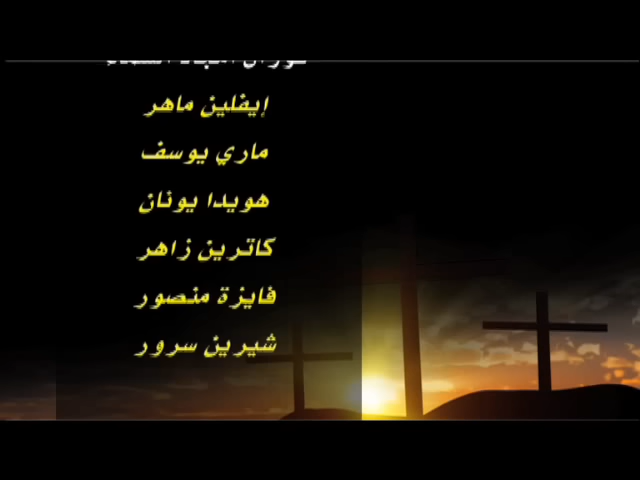 إيفلين ماهر
ماري يوسف
هويدا يونان
كاترين زاهر
فايزة منصور
شيرين سرور